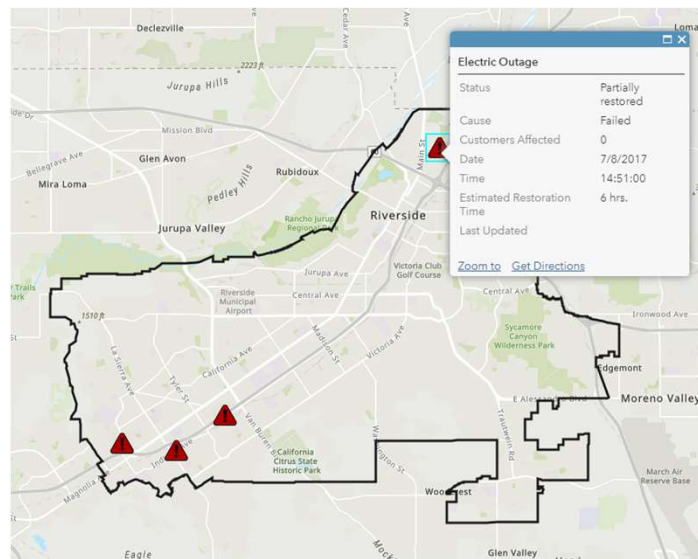 Declezville
Cedar Ave
2223 ft
Jurupa Hills
Loma
Mission Blvd
Bellegrave Ave
Glen Avon
Mira Loma
Pedley Hills
Rubidoux
Main St
Rancho Jurupa
Regional Park
Riverside
Jurupa Valley
Jurupa Ave
Victoria Club
Golf Course
Riverside
Municipal
Airport
Central Ave
Central Ave
1510 ft
La Sierra Ave
Tyler St
California Ave
Madison St
Victoria Ave
Sycamore
Canyon
Wilderness Park
Ironwood Ave
Edgemont
E Alessandro Blvd
Moreno Valley
Trautwein Rd
Van Buren B
California
Citrus State
Historic Park
Magnolia
March Air
Reserve Base
Woodcrest
Glen Valley
Eagle
Electric Outage
Status Partially restored
Cause Failed
Customers Affected 0
Date 7/8/2017
Time 14:51:00
Estimated Restoration Time 6 hrs.
Last Updated
Zoom to Get Directions